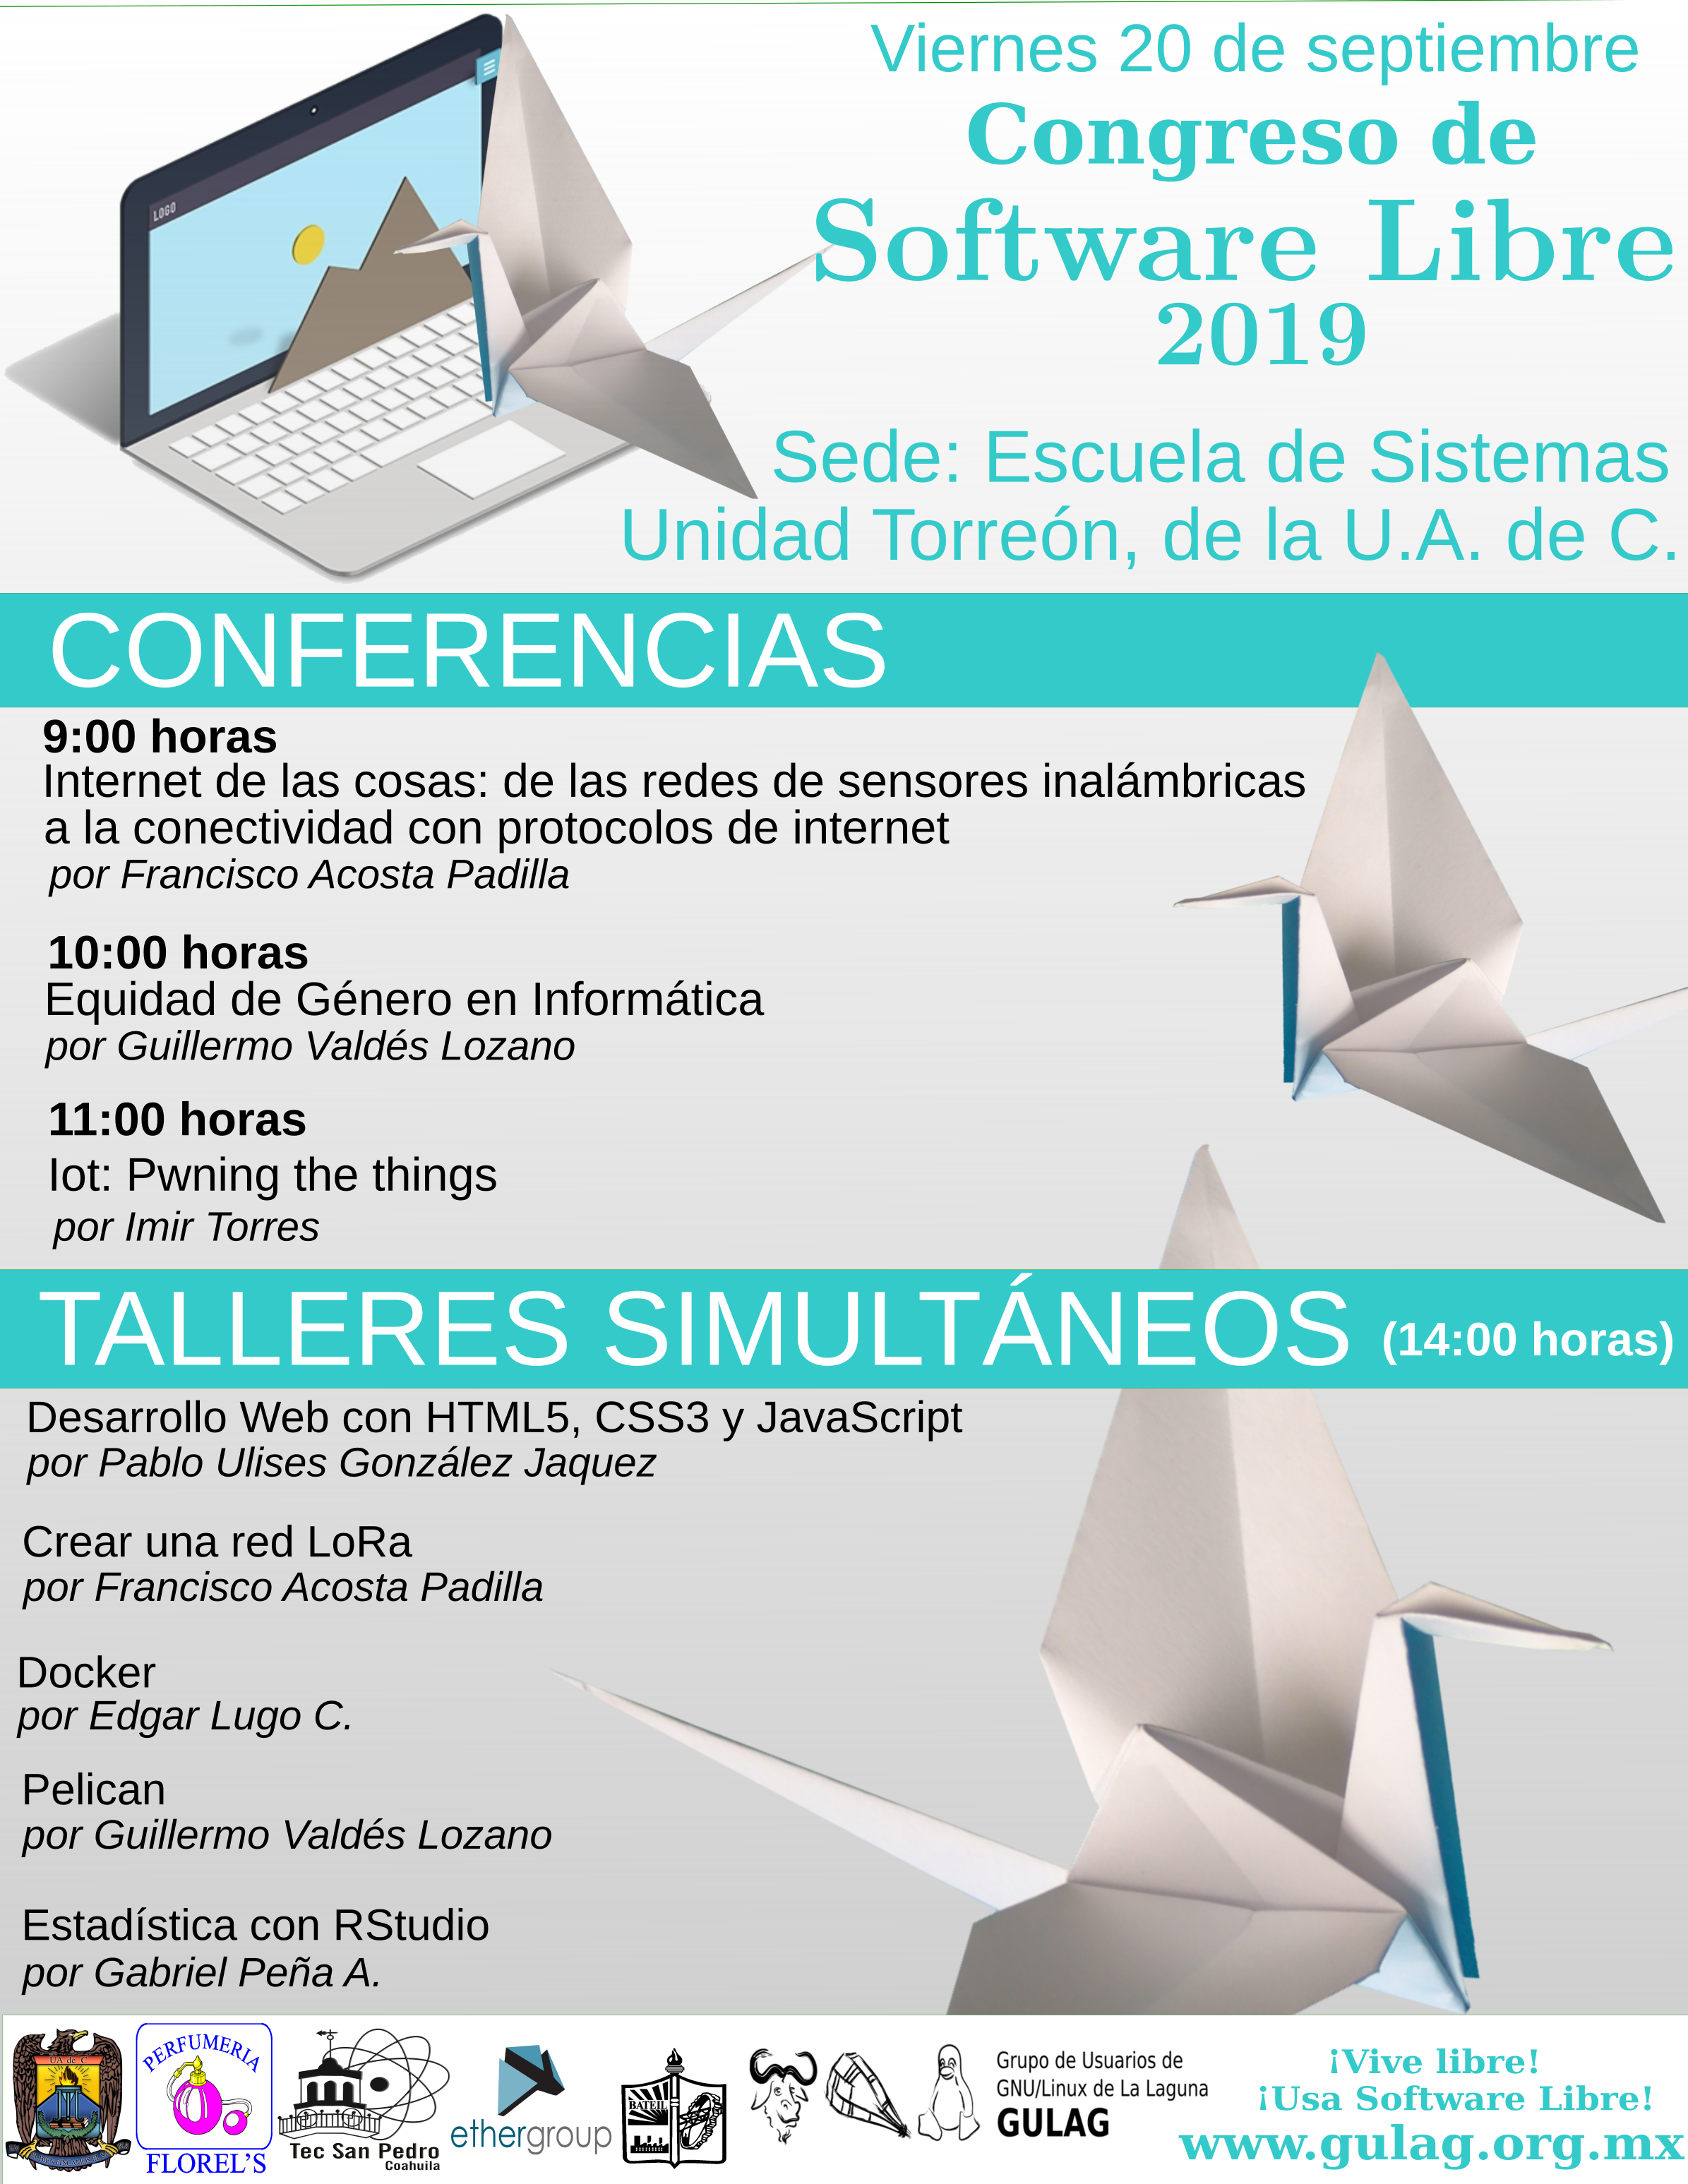 Viernes 20 de septiembre
Congreso de
Software Libre
2019
LOGO
Sede: Escuela de Sistemas
Unidad Torreón, de la U.A. de C.
CONFERENCIAS
9:00 horas
Internet de las cosas: de las redes de sensores inalámbricas
a la conectividad con protocolos de internet
por Francisco Acosta Padilla
10:00 horas
Equidad de Género en Informática
por Guillermo Valdés Lozano
11:00 horas
Iot: Pwning the things
por Imir Torres
TALLERES SIMULTÁNEOS (14:00 horas)
Desarrollo Web con HTML5, CSS3 y JavaScript
por Pablo Ulises González Jaquez
Crear una red LoRa
por Francisco Acosta Padilla
Docker
por Edgar Lugo C.
Pelican
por Guillermo Valdés Lozano
Estadística con RStudio
por Gabriel Peña A.
U A de C
PERFUMERIA
FLOREL'S
Tec San Pedro
Coahuila
ethergroup
BATEIL
Grupo de Usuarios de
GNU/Linux de La Laguna
GULAG
¡Vive libre!
¡Usa Software Libre!
www.gulag.org.mx